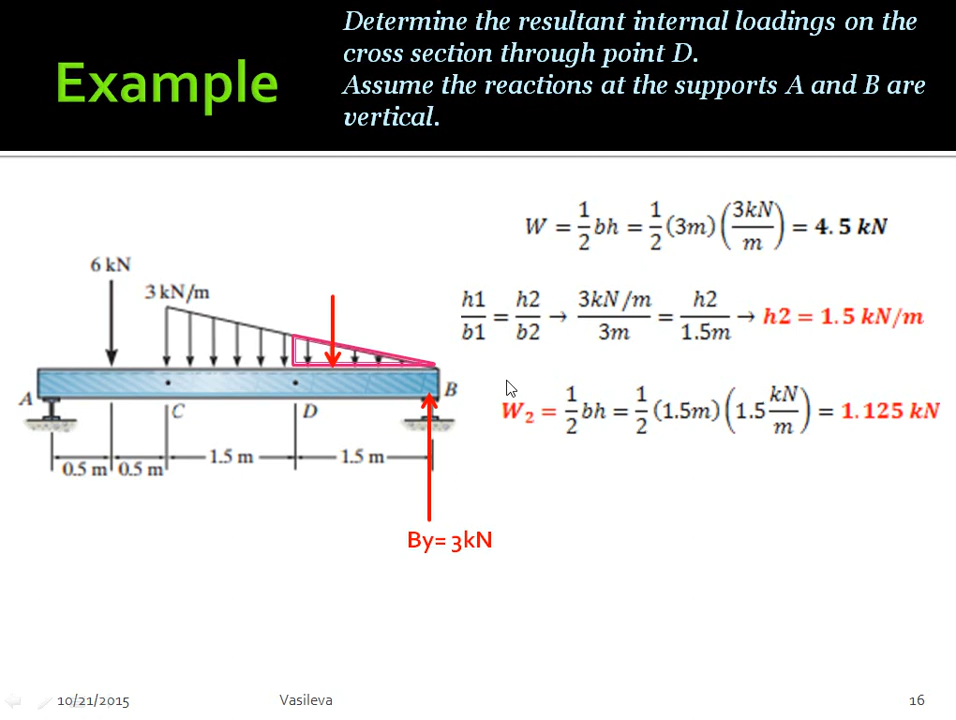 Example
Determine the resultant internal loadings on the
cross section through point D.
Assume the reactions at the supports A and B are
vertical.
W = 1/2 bh = 1/2 (3m) (3kN/m) = 4.5 kN
h1/b1 = h2/b2 → 3kN/m / 3m = h2 / 1.5m → h2 = 1.5 kN/m
W₂ = 1/2 bh = 1/2 (1.5m) (1.5 kN/m) = 1.125 kN
6 kN
3 kN/m
A
B
C
D
0.5 m
0.5 m
1.5 m
1.5 m
By= 3kN
10/21/2015
Vasileva
16